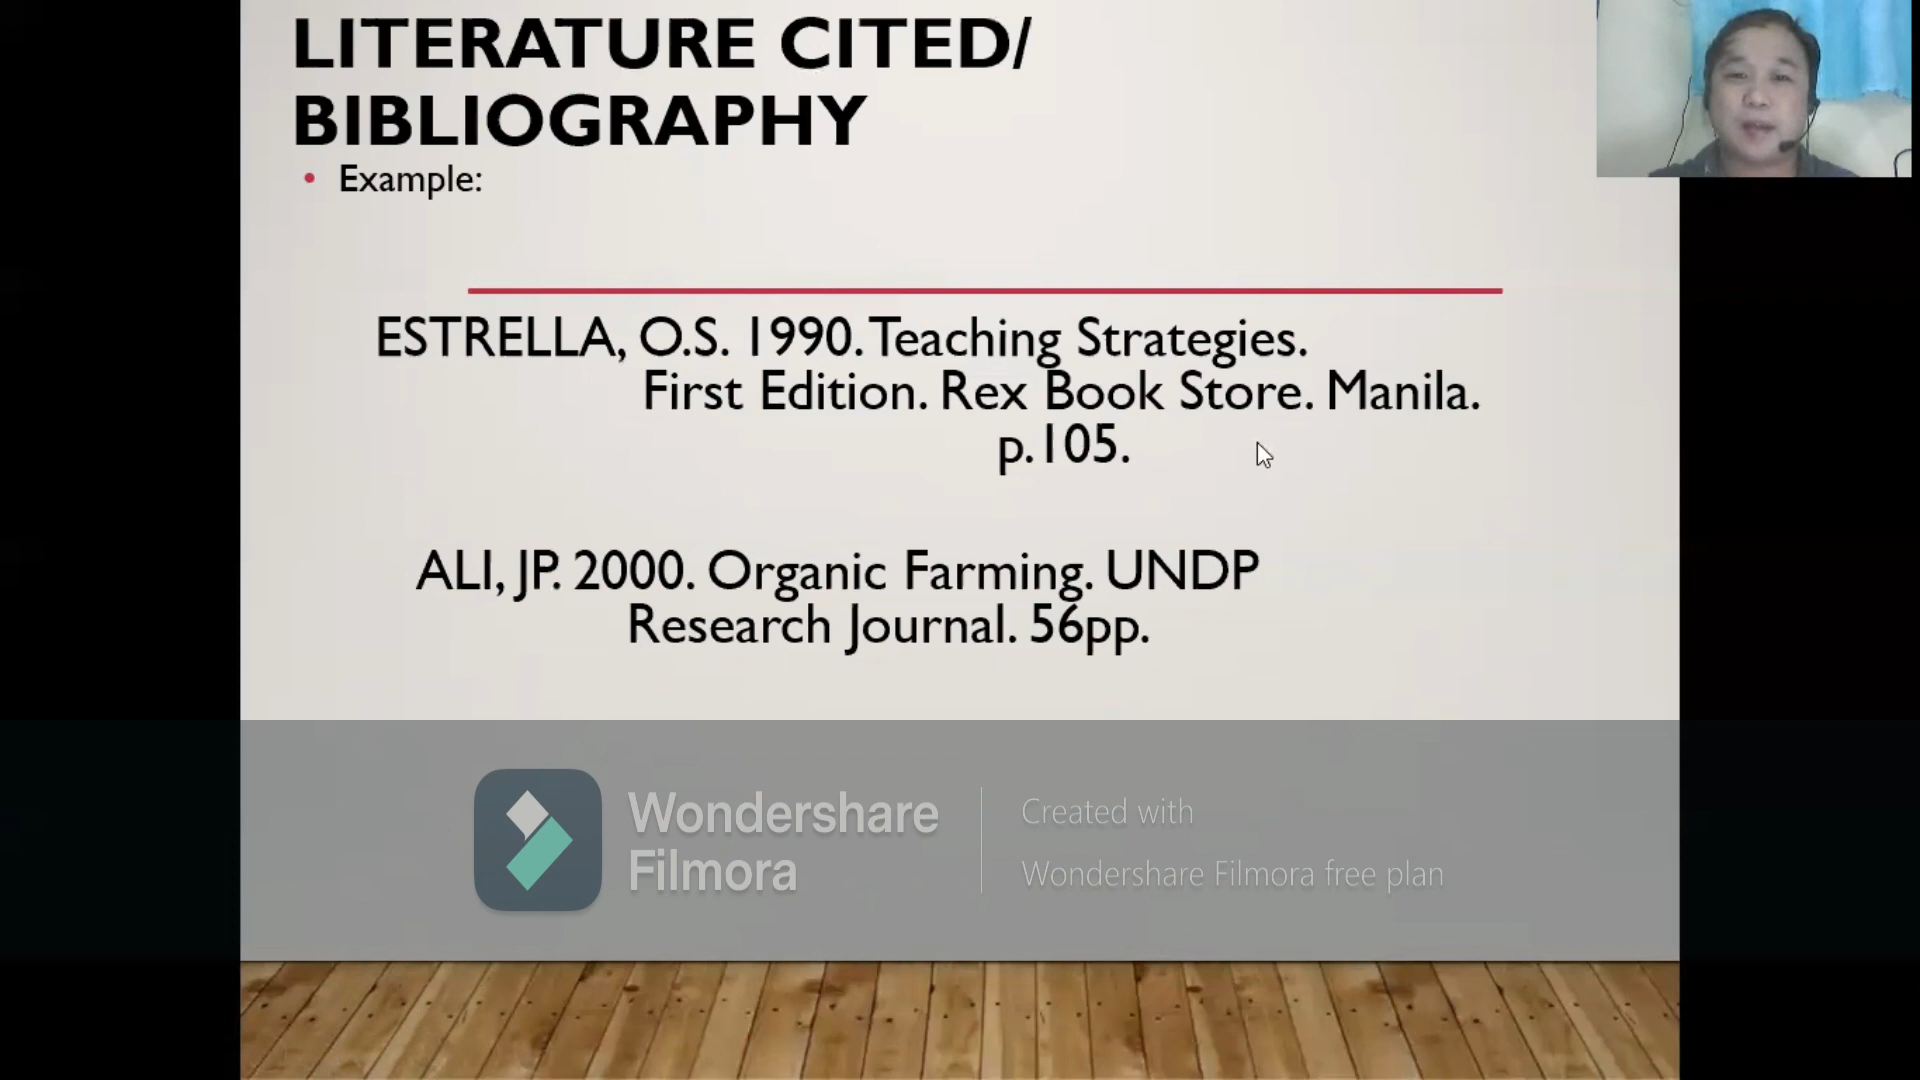 LITERATURE CITED/
BIBLIOGRAPHY
• Example:
ESTRELLA, O.S. 1990. Teaching Strategies.
First Edition. Rex Book Store. Manila.
p.105.
ALI, JP. 2000. Organic Farming. UNDP
Research Journal. 56pp.
Wondershare
Filmora
Created with
Wondershare Filmora free plan